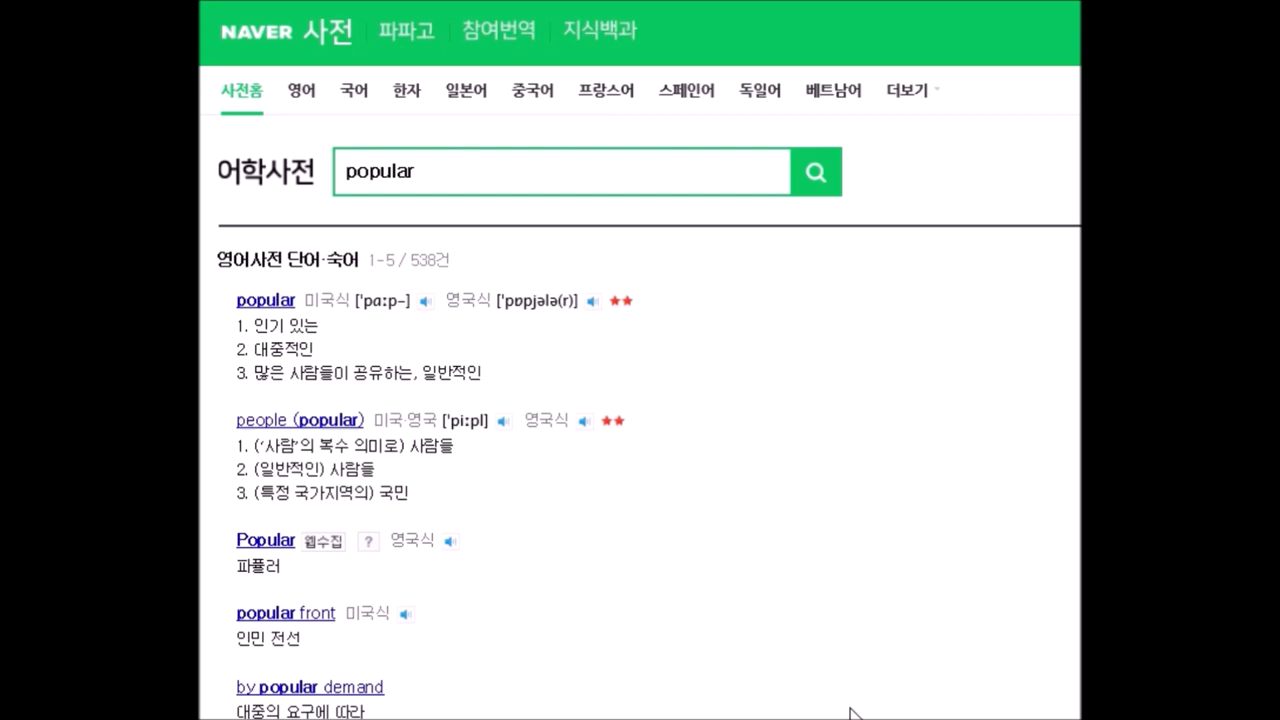 NAVER 사전 파파고 참여번역 지식백과
사전홈 영어 국어 한자 일본어 중국어 프랑스어 스페인어 독일어 베트남어 더보기
어학사전 popular
영어사전 단어·숙어 1-5 / 538건
popular 미국식 ['pɑːp-] 영국식 ['pɒpjələ(r)] ★★
1. 인기 있는
2. 대중적인
3. 많은 사람들이 공유하는, 일반적인
people (popular) 미국·영국 ['piːpl] 영국식 ★★
1. (‘사람’의 복수 의미로) 사람들
2. (일반적인) 사람들
3. (특정 국가지역의) 국민
Popular 웹수집 ? 영국식
파퓰러
popular front 미국식
인민 전선
by popular demand
대중의 요구에 따라